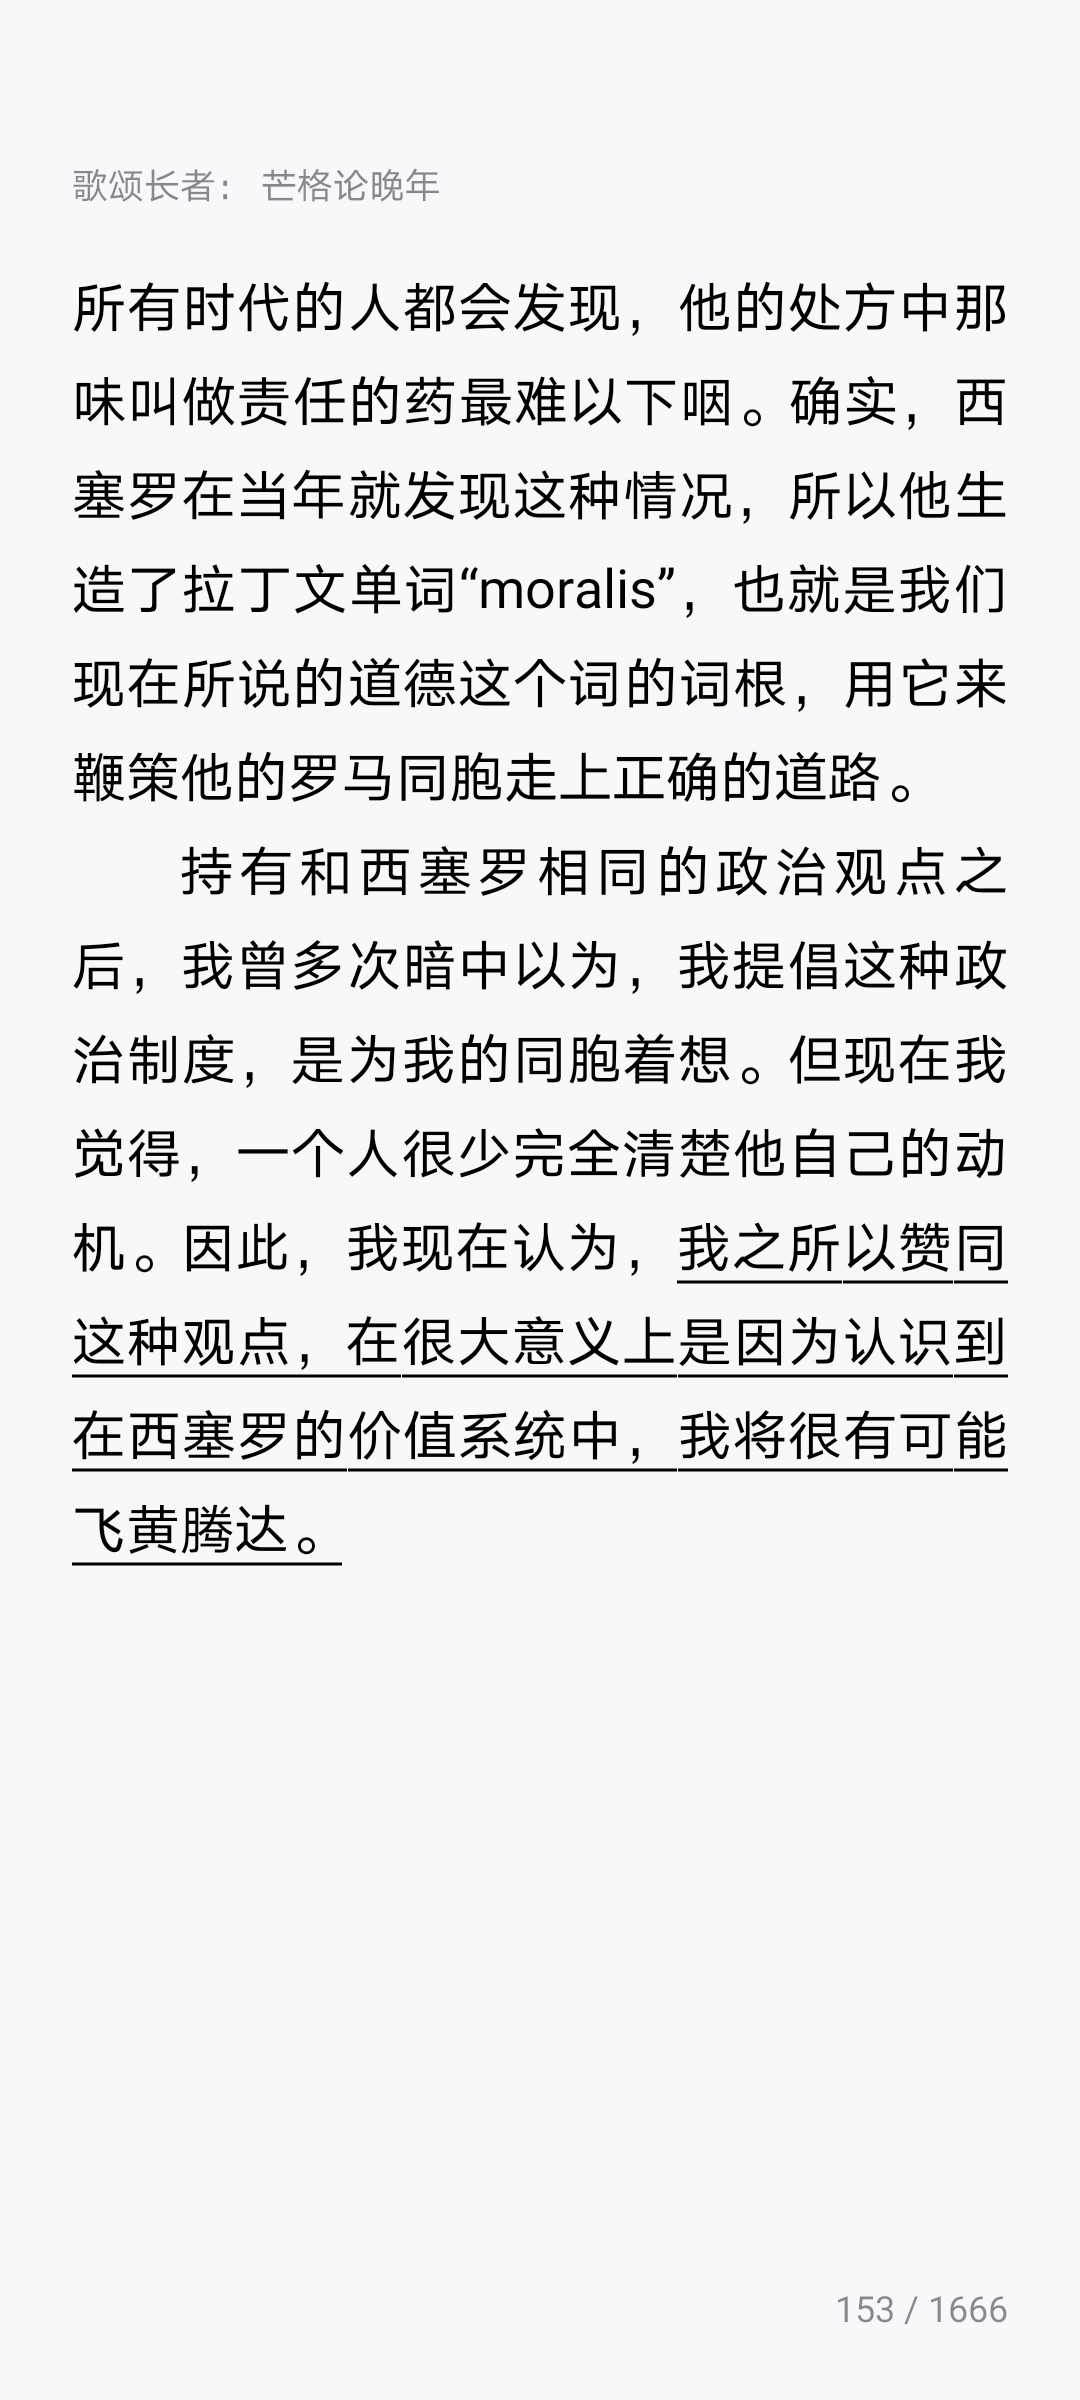 歌颂长者： 芒格论晚年
所有时代的人都会发现，他的处方中那
味叫做责任的药最难以下咽。确实，西
塞罗在当年就发现这种情况，所以他生
造了拉丁文单词“moralis”，也就是我们
现在所说的道德这个词的词根，用它来
鞭策他的罗马同胞走上正确的道路。
持有和西塞罗相同的政治观点之
后，我曾多次暗中以为，我提倡这种政
治制度，是为我的同胞着想。但现在我
觉得，一个人很少完全清楚他自己的动
机。因此，我现在认为，我之所以赞同
这种观点，在很大意义上是因为认识到
在西塞罗的价值系统中，我将很有可能
飞黄腾达。
153 / 1666